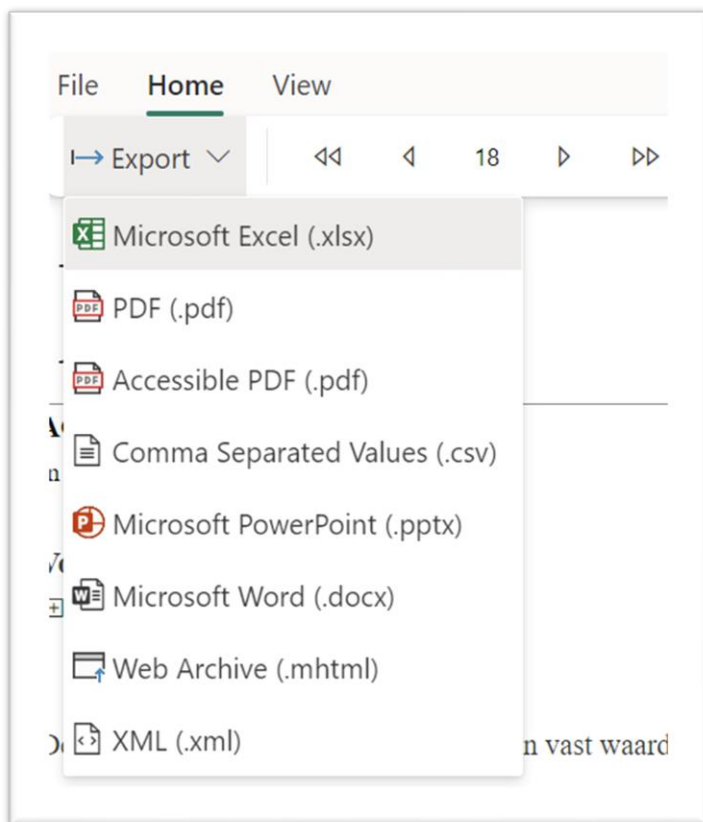 File Home View
Export 18
Microsoft Excel (.xlsx)
PDF (.pdf)
Accessible PDF (.pdf)
Comma Separated Values (.csv)
Microsoft PowerPoint (.pptx)
Microsoft Word (.docx)
Web Archive (.mhtml)
XML (.xml)
vast waard